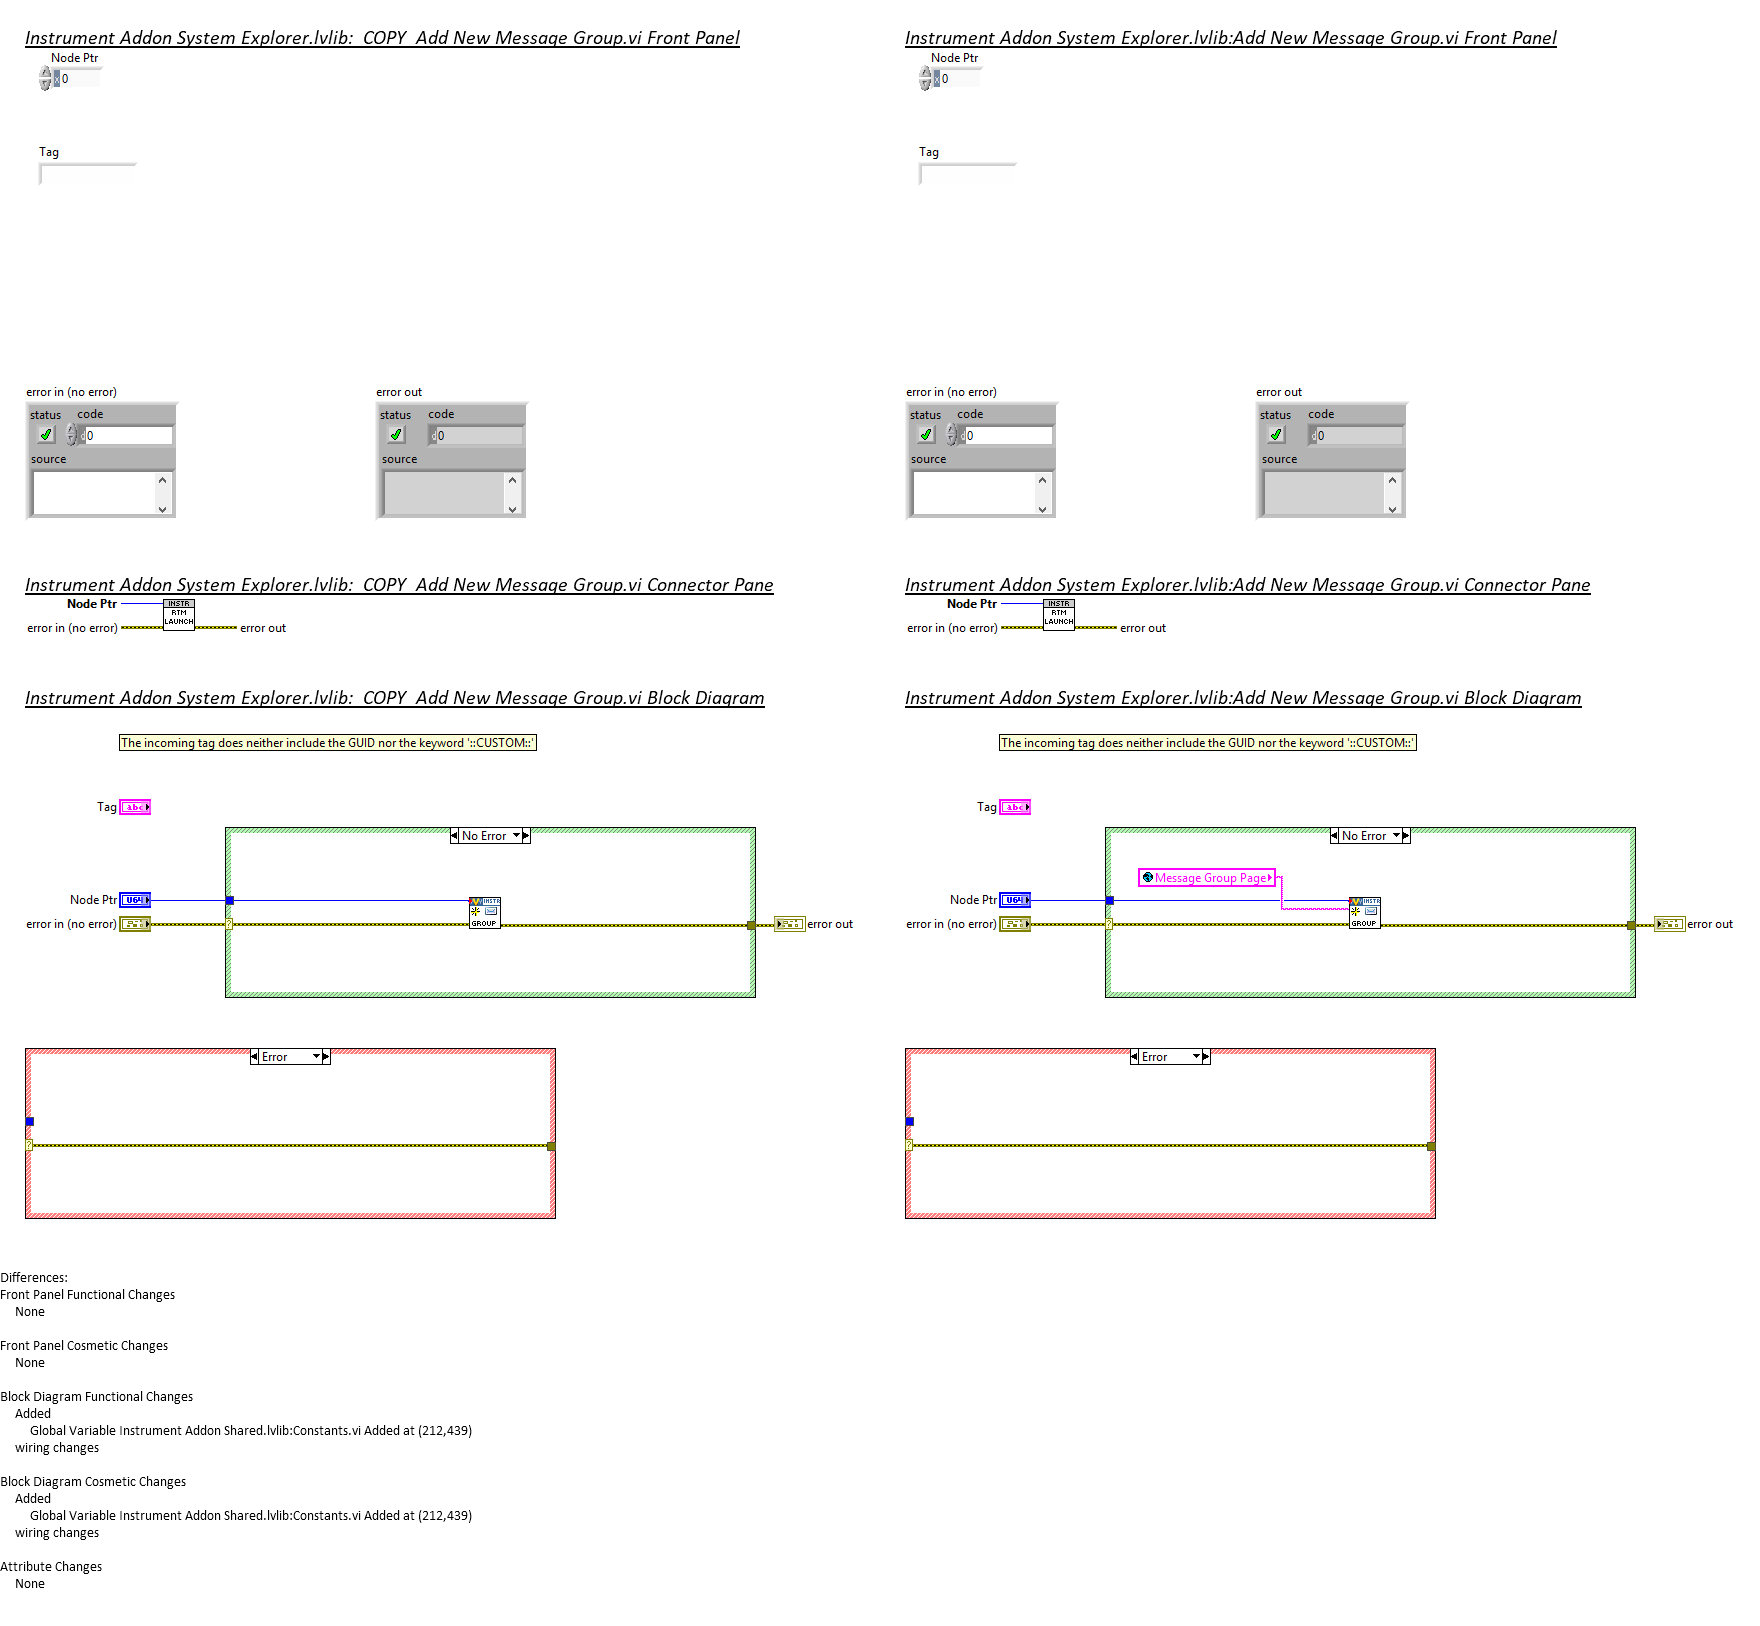 Instrument Addon System Explorer.lvlib:  COPY  Add New Message Group.vi Front Panel
Node Ptr
x 0
Tag
error in (no error)
status code
d 0
source
error out
status code
d 0
source
Instrument Addon System Explorer.lvlib:  COPY  Add New Message Group.vi Connector Pane
Node Ptr
INSTR
RTM
LAUNCH
error in (no error)
error out
Instrument Addon System Explorer.lvlib:  COPY  Add New Message Group.vi Block Diagram
The incoming tag does neither include the GUID nor the keyword '::CUSTOM::'
Tag abc
No Error
Node Ptr U64
INSTR
GROUP
error in (no error)
?
error out
Error
?
Instrument Addon System Explorer.lvlib:Add New Message Group.vi Front Panel
Node Ptr
x 0
Tag
error in (no error)
status code
d 0
source
error out
status code
d 0
source
Instrument Addon System Explorer.lvlib:Add New Message Group.vi Connector Pane
Node Ptr
INSTR
RTM
LAUNCH
error in (no error)
error out
Instrument Addon System Explorer.lvlib:Add New Message Group.vi Block Diagram
The incoming tag does neither include the GUID nor the keyword '::CUSTOM::'
Tag abc
No Error
Message Group Page
Node Ptr U64
INSTR
GROUP
error in (no error)
?
error out
Error
?
Differences:
Front Panel Functional Changes
None
Front Panel Cosmetic Changes
None
Block Diagram Functional Changes
Added
Global Variable Instrument Addon Shared.lvlib:Constants.vi Added at (212,439)
wiring changes
Block Diagram Cosmetic Changes
Added
Global Variable Instrument Addon Shared.lvlib:Constants.vi Added at (212,439)
wiring changes
Attribute Changes
None